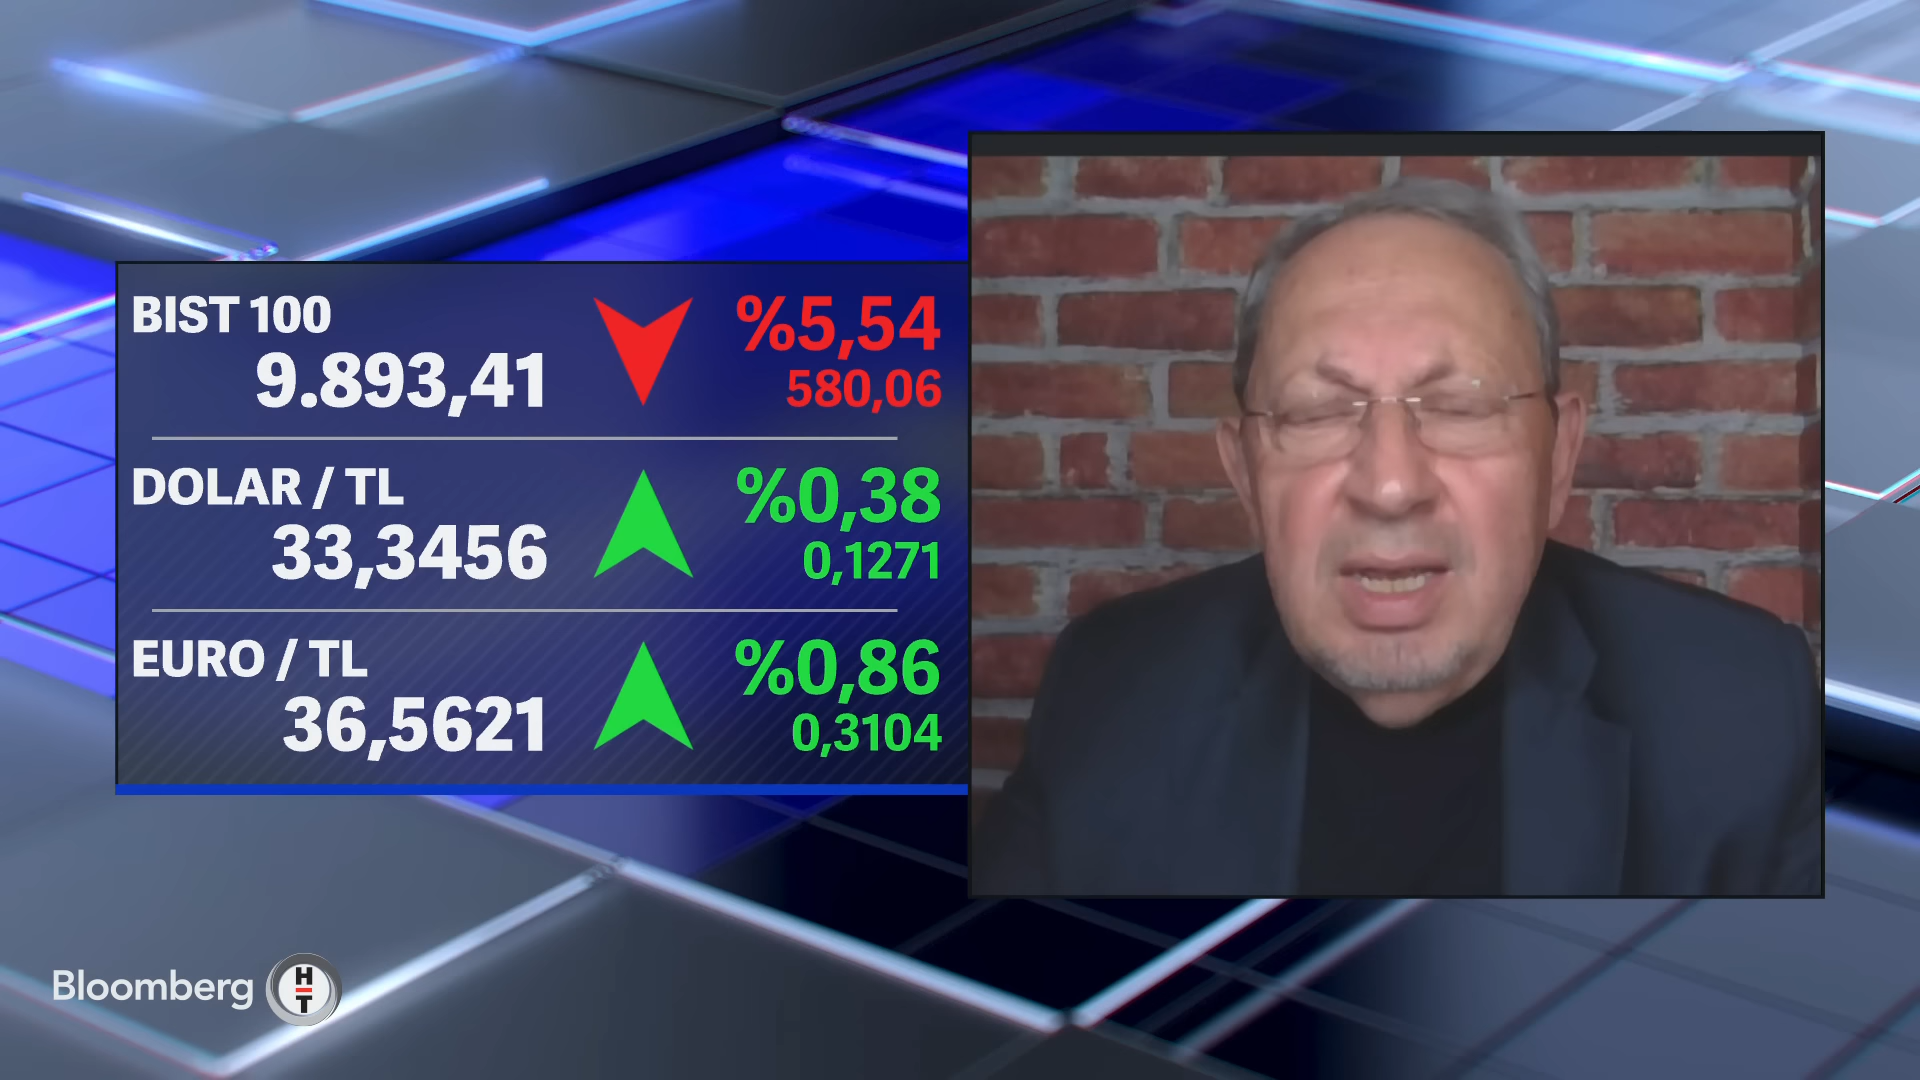 BIST 100
9.893,41
%5,54
580,06
DOLAR / TL
33,3456
%0,38
0,1271
EURO / TL
36,5621
%0,86
0,3104
Bloomberg HT